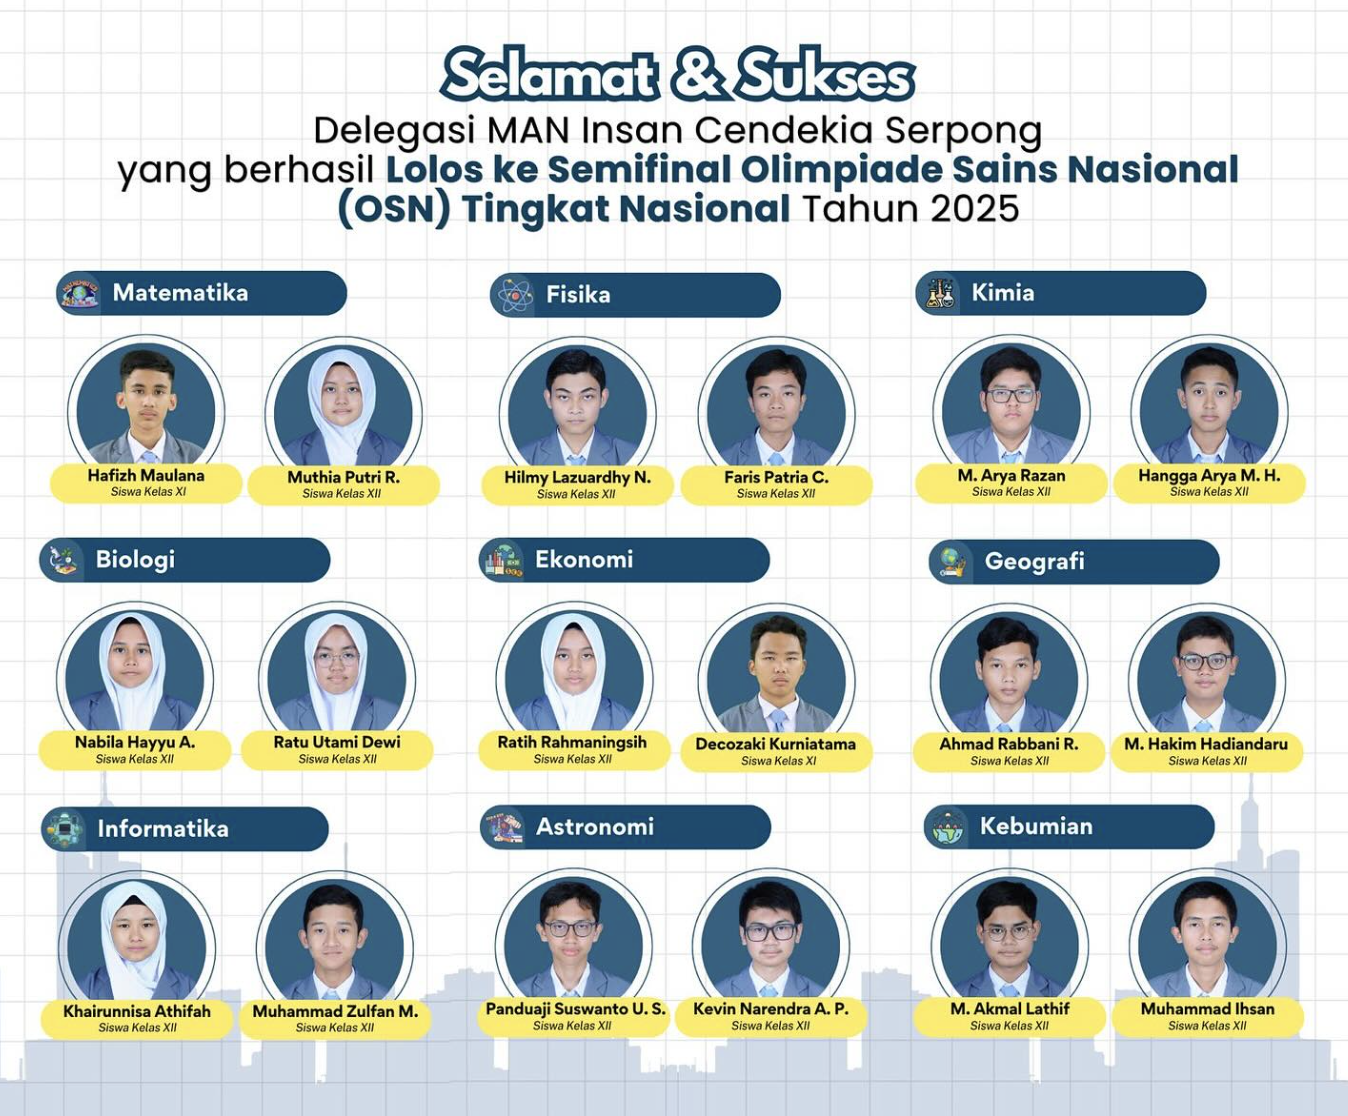 Selamat & Sukses
Delegasi MAN Insan Cendekia Serpong
yang berhasil Lolos ke Semifinal Olimpiade Sains Nasional
(OSN) Tingkat Nasional Tahun 2025
Matematika
Hafizh Maulana
Siswa Kelas XI
Muthia Putri R.
Siswa Kelas XII
Fisika
Hilmy Lazuardhy N.
Siswa Kelas XII
Faris Patria C.
Siswa Kelas XII
Kimia
M. Arya Razan
Siswa Kelas XII
Hangga Arya M. H.
Siswa Kelas XII
Biologi
Nabila Hayyu A.
Siswa Kelas XII
Ratu Utami Dewi
Siswa Kelas XII
Ekonomi
Ratih Rahmaningsih
Siswa Kelas XII
Decozaki Kurniatama
Siswa Kelas XI
Geografi
Ahmad Rabbani R.
Siswa Kelas XII
M. Hakim Hadiandaru
Siswa Kelas XII
Informatika
Khairunnisa Athifah
Siswa Kelas XII
Muhammad Zulfan M.
Siswa Kelas XII
Astronomi
Panduaji Suswanto U. S.
Siswa Kelas XII
Kevin Narendra A. P.
Siswa Kelas XII
Kebumian
M. Akmal Lathif
Siswa Kelas XII
Muhammad Ihsan
Siswa Kelas XII